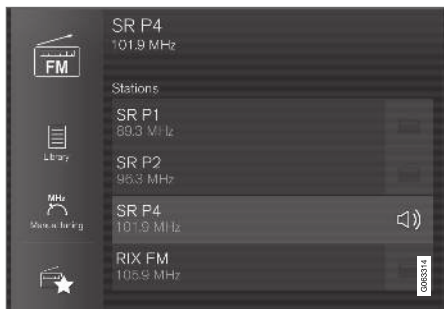 FM
SR P4
101.9 MHz
Stations
SR P1
89.3 MHz
Library
SR P2
96.3 MHz
MHz
Manual tuning
SR P4
101.9 MHz
RIX FM
105.9 MHz
G063314